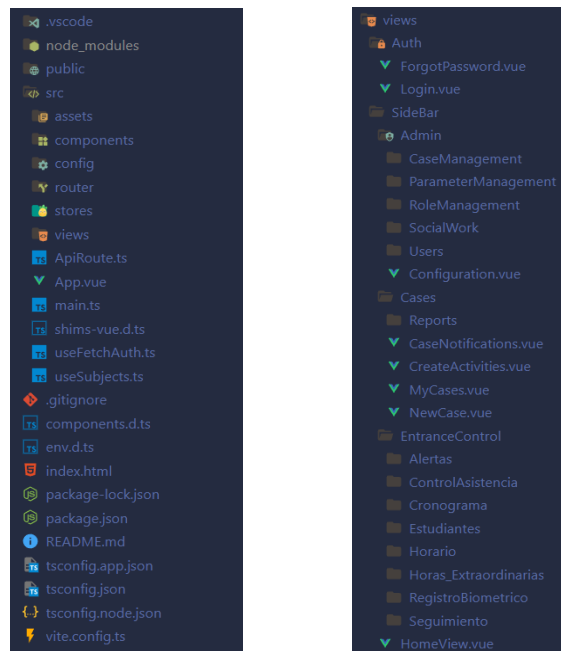 .vscode
node_modules
public
src
assets
components
config
router
stores
views
ApiRoute.ts
App.vue
main.ts
shims-vue.d.ts
useFetchAuth.ts
useSubjects.ts
.gitignore
components.d.ts
env.d.ts
index.html
package-lock.json
package.json
README.md
tsconfig.app.json
tsconfig.json
tsconfig.node.json
vite.config.ts
views
Auth
ForgotPassword.vue
Login.vue
SideBar
Admin
CaseManagement
ParameterManagement
RoleManagement
SocialWork
Users
Configuration.vue
Cases
Reports
CaseNotifications.vue
CreateActivities.vue
MyCases.vue
NewCase.vue
EntranceControl
Alertas
ControlAsistencia
Cronograma
Estudiantes
Horario
Horas_Extraordinarias
RegistroBiometrico
Seguimiento
HomeView.vue